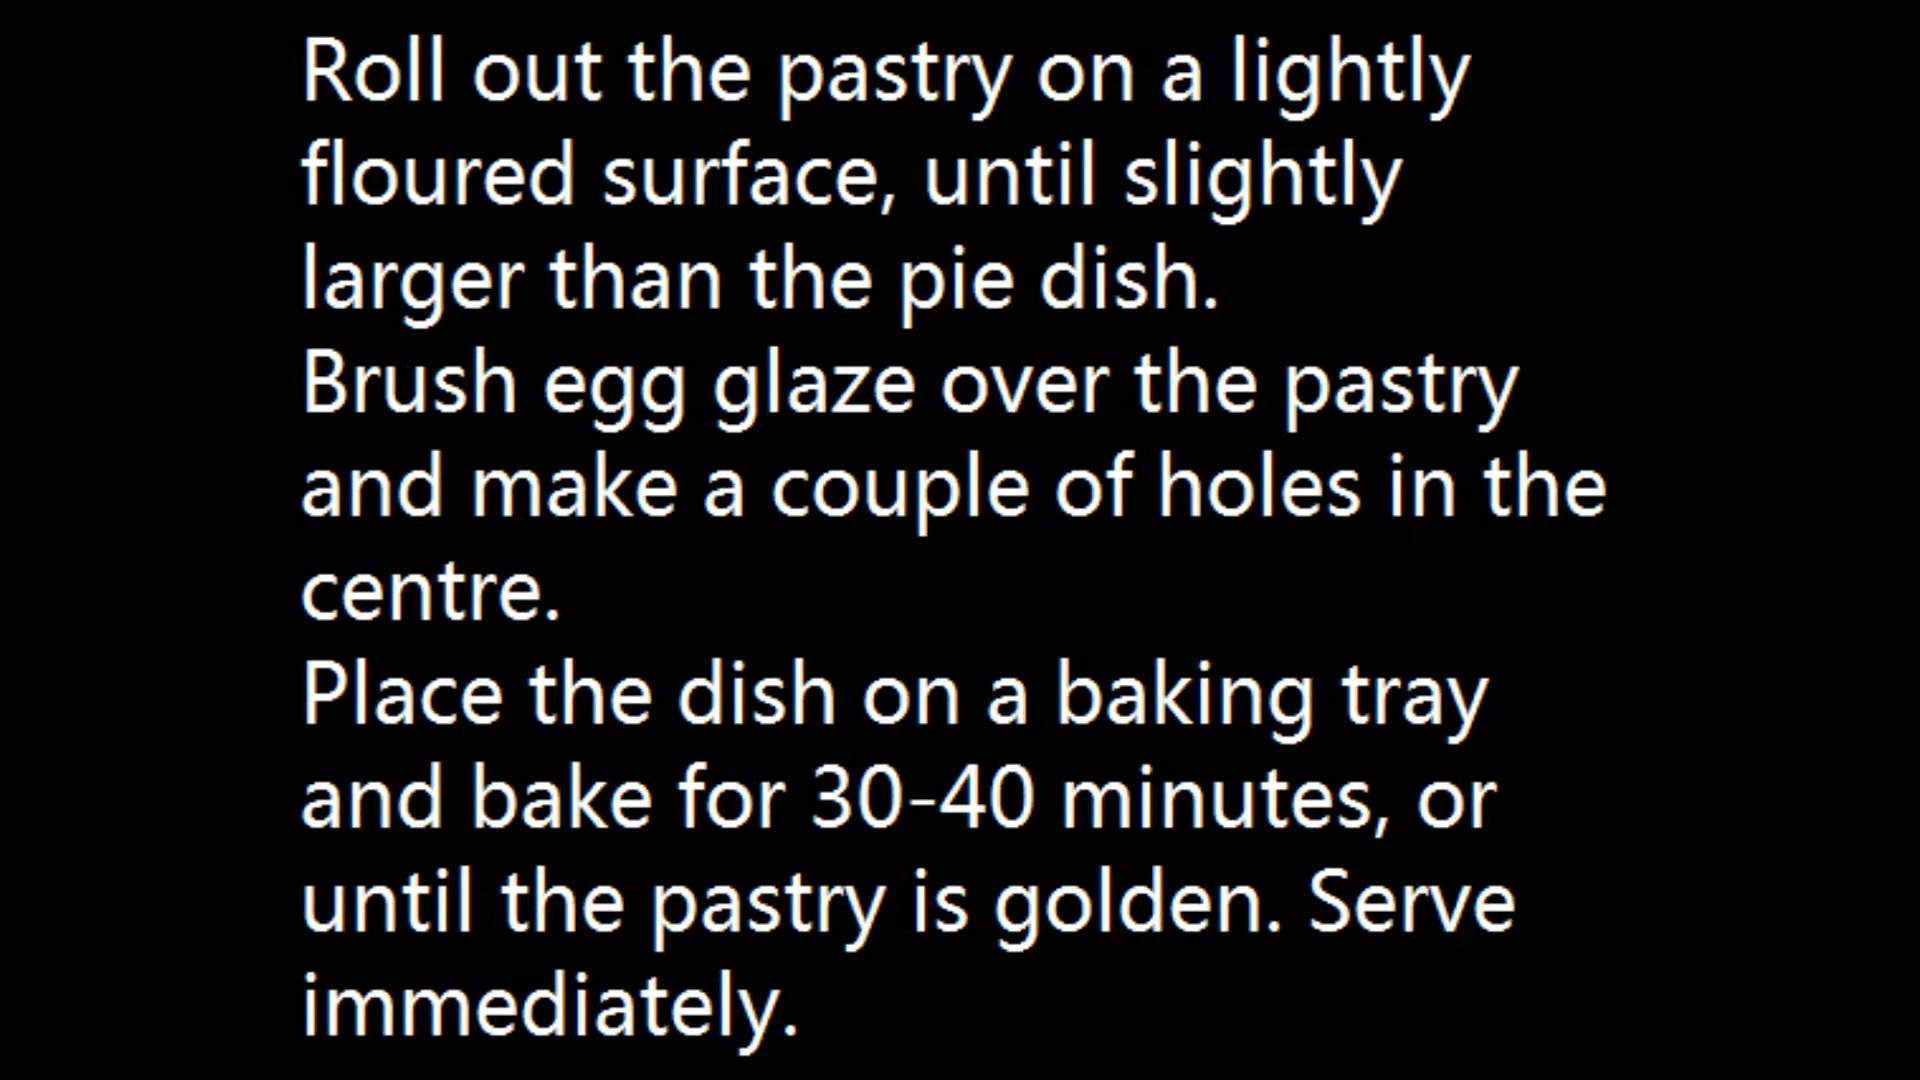 Roll out the pastry on a lightly
floured surface, until slightly
larger than the pie dish.
Brush egg glaze over the pastry
and make a couple of holes in the
centre.
Place the dish on a baking tray
and bake for 30-40 minutes, or
until the pastry is golden. Serve
immediately.